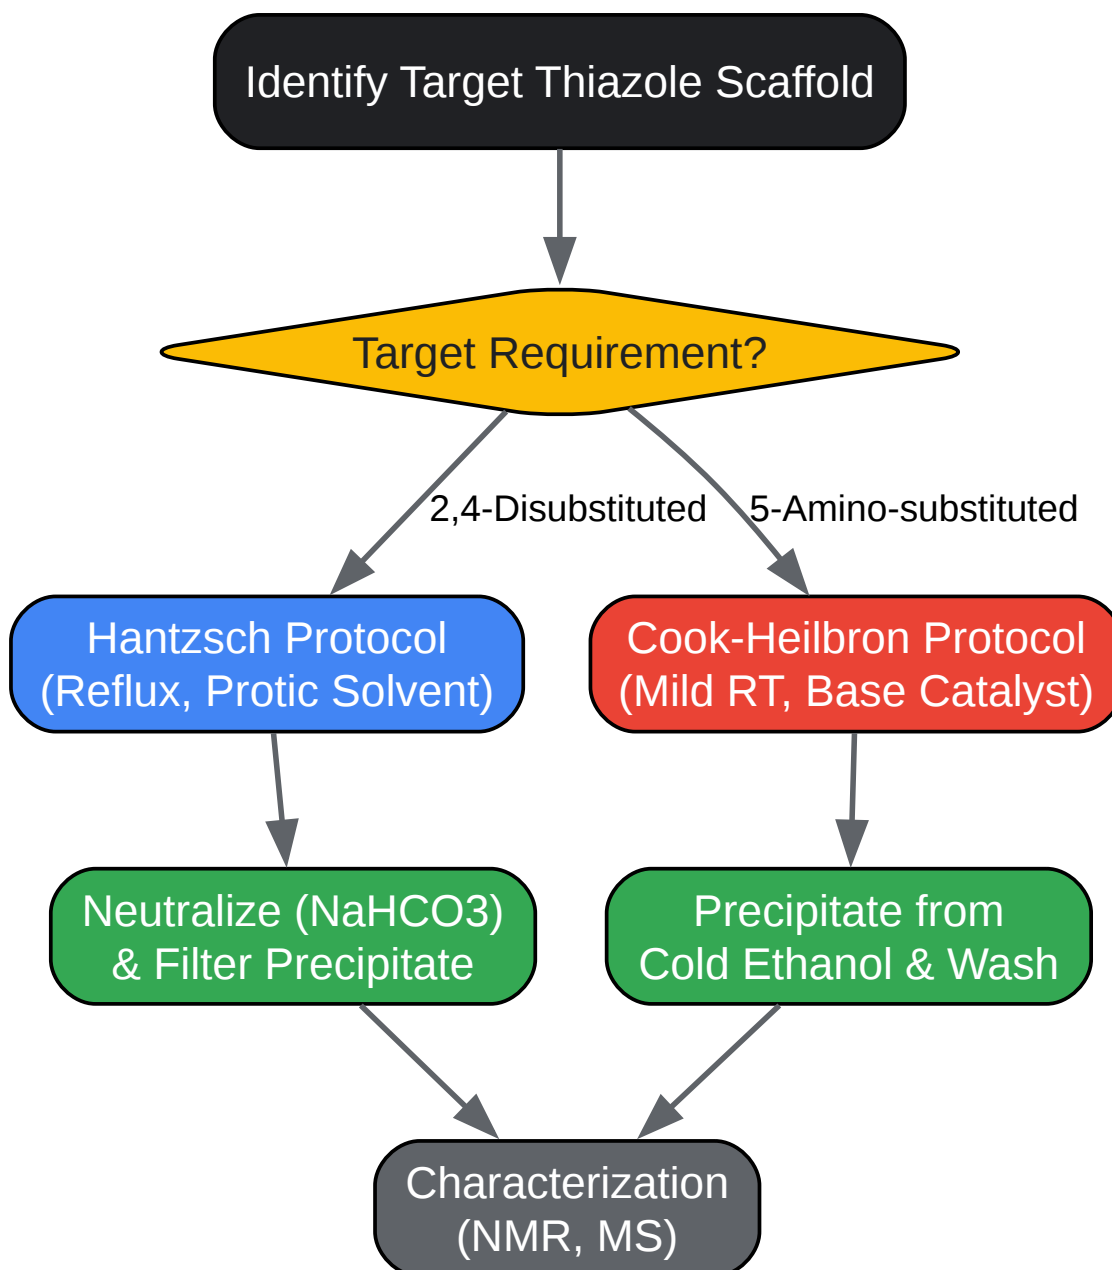 Identify Target Thiazole Scaffold
Target Requirement?
2,4-Disubstituted
5-Amino-substituted
Hantzsch Protocol
(Reflux, Protic Solvent)
Cook-Heilbron Protocol
(Mild RT, Base Catalyst)
Neutralize (NaHCO3)
& Filter Precipitate
Precipitate from
Cold Ethanol & Wash
Characterization
(NMR, MS)